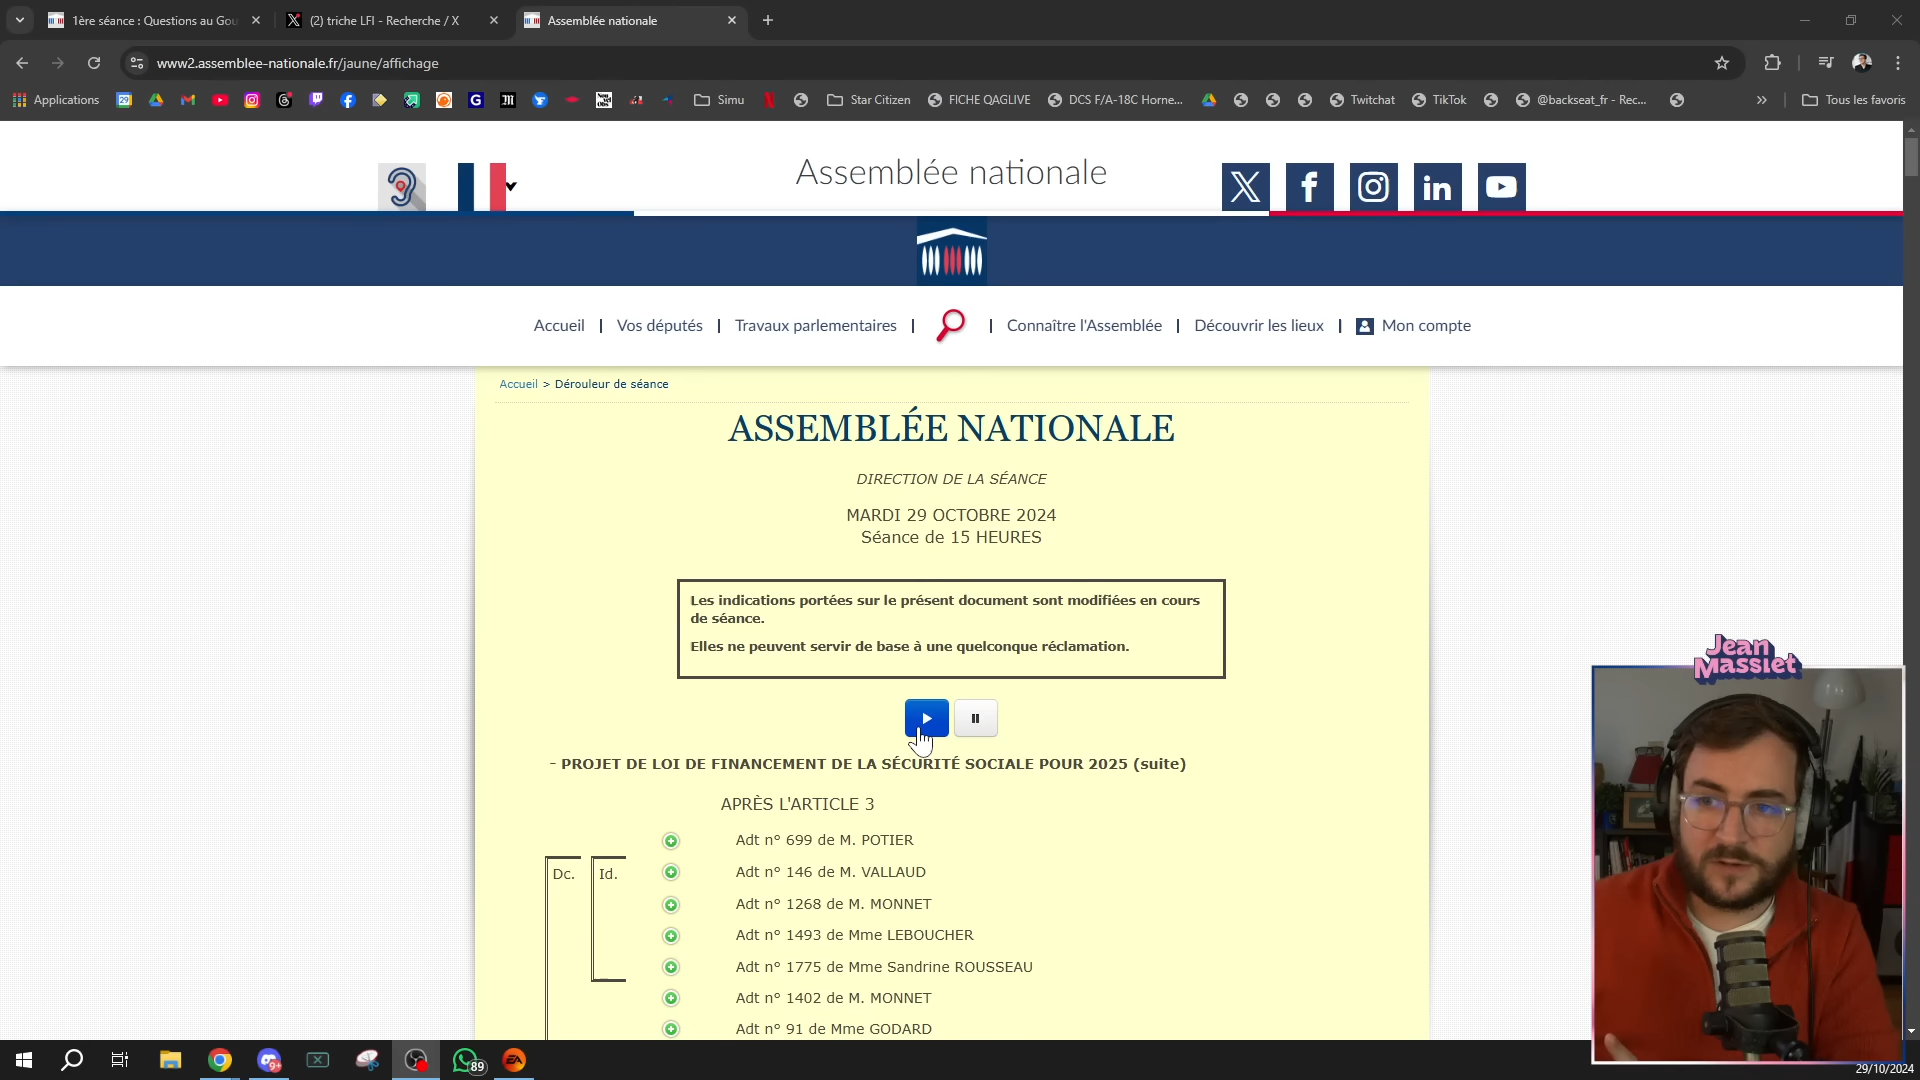 1ère séance : Questions au Gou
(2) triche LFI - Recherche / X
Assemblée nationale
www2.assemblee-nationale.fr/jaune/affichage
Applications
Simu
Star Citizen
FICHE QAGLIVE
DCS F/A-18C Horne...
Twitchat
TikTok
@backseat_fr - Rec...
Tous les favoris
Assemblée nationale
Accueil | Vos députés | Travaux parlementaires | | Connaître l'Assemblée | Découvrir les lieux | Mon compte
Accueil > Dérouleur de séance
ASSEMBLÉE NATIONALE
DIRECTION DE LA SÉANCE
MARDI 29 OCTOBRE 2024
Séance de 15 HEURES
Les indications portées sur le présent document sont modifiées en cours
de séance.
Elles ne peuvent servir de base à une quelconque réclamation.
- PROJET DE LOI DE FINANCEMENT DE LA SÉCURITÉ SOCIALE POUR 2025 (suite)
APRÈS L'ARTICLE 3
Adt n° 699 de M. POTIER
Dc. Id. Adt n° 146 de M. VALLAUD
Adt n° 1268 de M. MONNET
Adt n° 1493 de Mme LEBOUCHER
Adt n° 1775 de Mme Sandrine ROUSSEAU
Adt n° 1402 de M. MONNET
Adt n° 91 de Mme GODARD
Jean
Massiet
9+
89
EA
29/10/2024